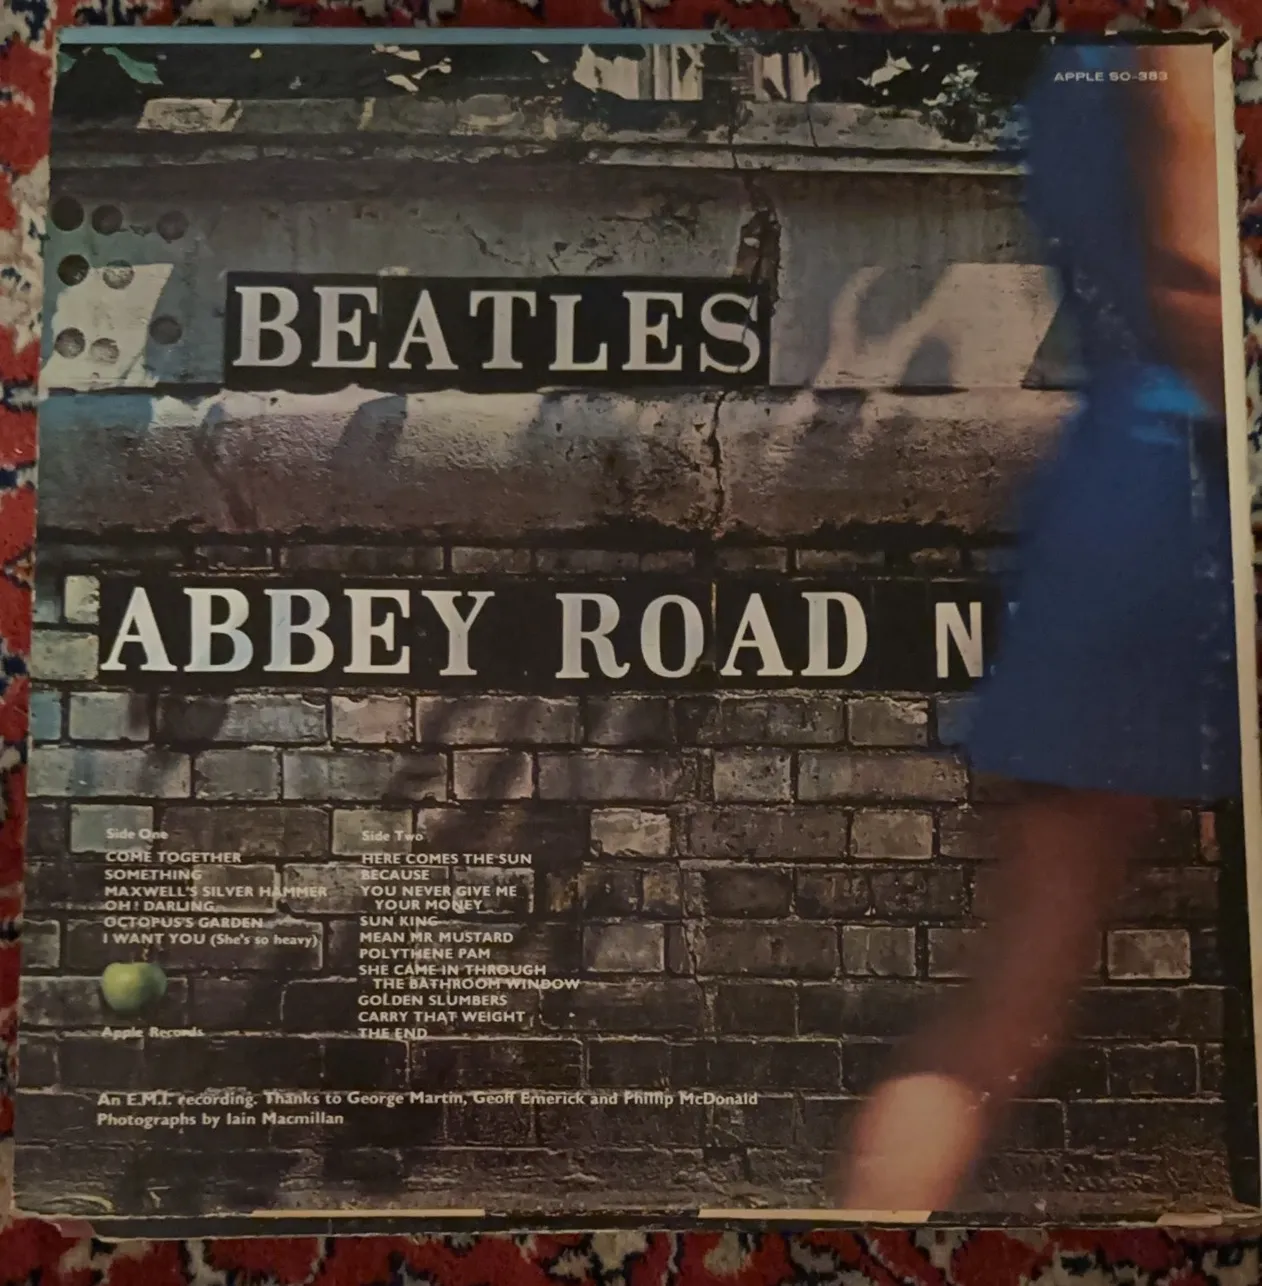 APPLE SO-383
BEATLES
ABBEY ROAD N
Side One
COME TOGETHER
SOMETHING
MAXWELL'S SILVER HAMMER
OH! DARLING
OCTOPUS'S GARDEN
I WANT YOU (She's so heavy)
Apple Records
Side Two
HERE COMES THE SUN
BECAUSE
YOU NEVER GIVE ME
YOUR MONEY
SUN KING
MEAN MR MUSTARD
POLYTHENE PAM
SHE CAME IN THROUGH
THE BATHROOM WINDOW
GOLDEN SLUMBERS
CARRY THAT WEIGHT
THE END
An E.M.I. recording. Thanks to George Martin, Geoff Emerick and Phillip McDonald
Photographs by Iain Macmillan